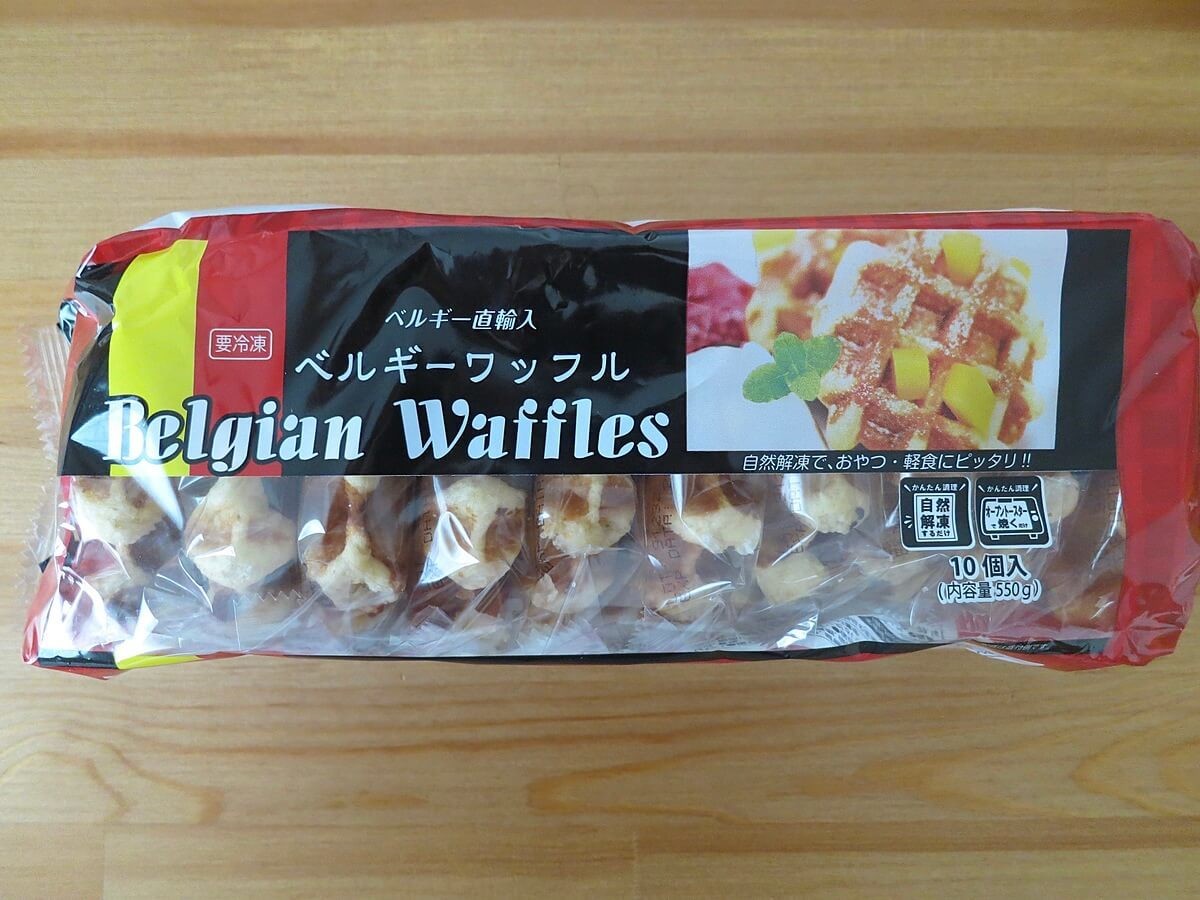 要冷凍
ベルギー直輸入
ベルギーワッフル
Belgian Waffles
自然解凍で、おやつ・軽食にピッタリ!!
かんたん調理
自然
解凍
するだけ
かんたん調理
オーブントースター
で焼くだけ
10個入
(内容量 550g)